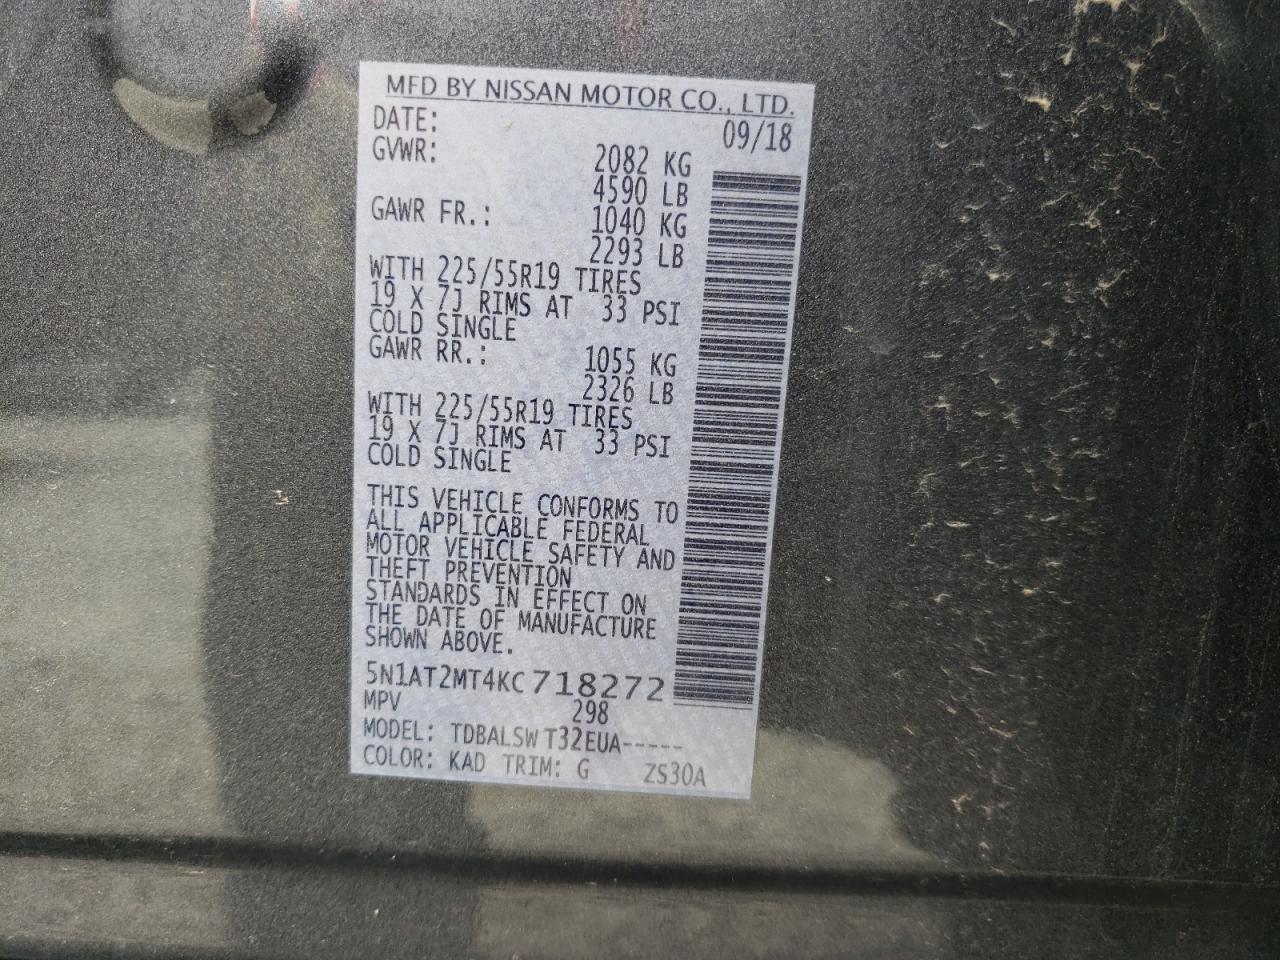 MFD BY NISSAN MOTOR CO., LTD.
DATE: 09/18
GVWR: 2082 KG
4590 LB
GAWR FR.: 1040 KG
2293 LB
WITH 225/55R19 TIRES
19 X 7J RIMS AT 33 PSI
COLD SINGLE
GAWR RR.: 1055 KG
2326 LB
WITH 225/55R19 TIRES
19 X 7J RIMS AT 33 PSI
COLD SINGLE
THIS VEHICLE CONFORMS TO
ALL APPLICABLE FEDERAL
MOTOR VEHICLE SAFETY AND
THEFT PREVENTION
STANDARDS IN EFFECT ON
THE DATE OF MANUFACTURE
SHOWN ABOVE.
5N1AT2MT4KC718272
MPV 298
MODEL: TDBALSW T32EUA-----
COLOR: KAD TRIM: G ZS30A